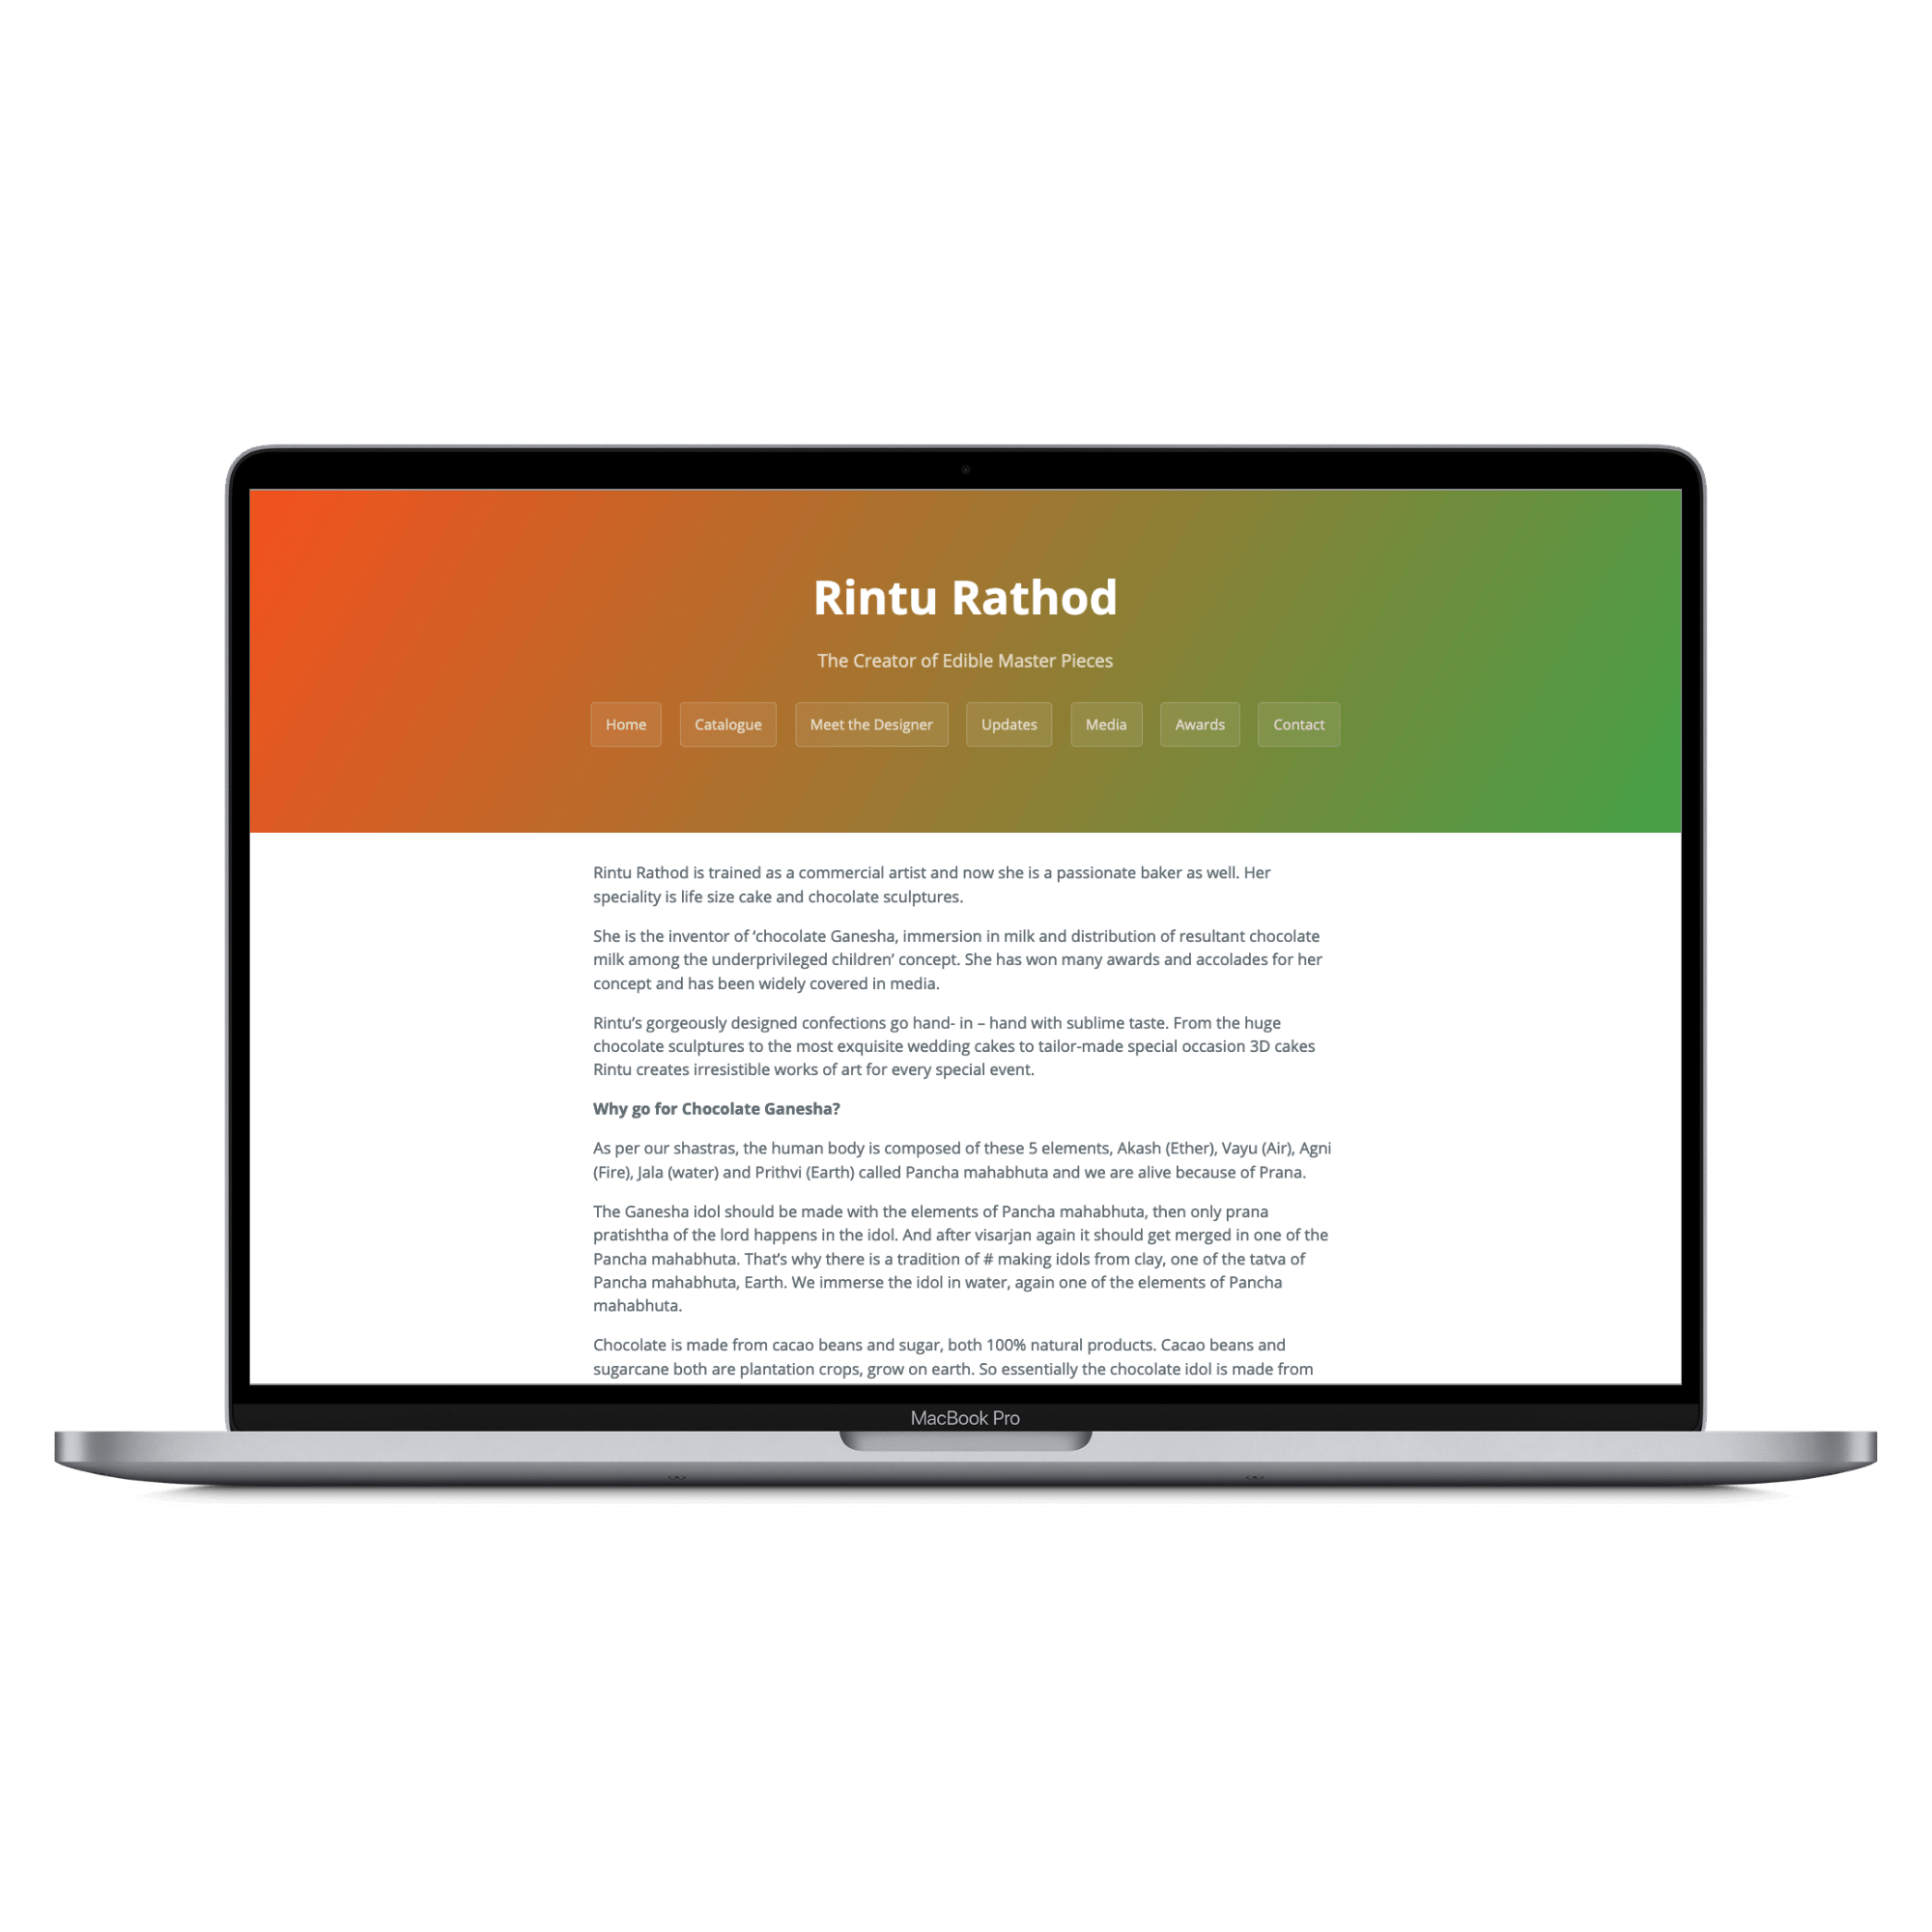 Rintu Rathod
The Creator of Edible Master Pieces
Home Catalogue Meet the Designer Updates Media Awards Contact
Rintu Rathod is trained as a commercial artist and now she is a passionate baker as well. Her
speciality is life size cake and chocolate sculptures.
She is the inventor of ‘chocolate Ganesha, immersion in milk and distribution of resultant chocolate
milk among the underprivileged children’ concept. She has won many awards and accolades for her
concept and has been widely covered in media.
Rintu’s gorgeously designed confections go hand- in – hand with sublime taste. From the huge
chocolate sculptures to the most exquisite wedding cakes to tailor-made special occasion 3D cakes
Rintu creates irresistible works of art for every special event.
Why go for Chocolate Ganesha?
As per our shastras, the human body is composed of these 5 elements, Akash (Ether), Vayu (Air), Agni
(Fire), Jala (water) and Prithvi (Earth) called Pancha mahabhuta and we are alive because of Prana.
The Ganesha idol should be made with the elements of Pancha mahabhuta, then only prana
pratishtha of the lord happens in the idol. And after visarjan again it should get merged in one of the
Pancha mahabhuta. That’s why there is a tradition of # making idols from clay, one of the tatva of
Pancha mahabhuta, Earth. We immerse the idol in water, again one of the elements of Pancha
mahabhuta.
Chocolate is made from cacao beans and sugar, both 100% natural products. Cacao beans and
sugarcane both are plantation crops, grow on earth. So essentially the chocolate idol is made from
MacBook Pro